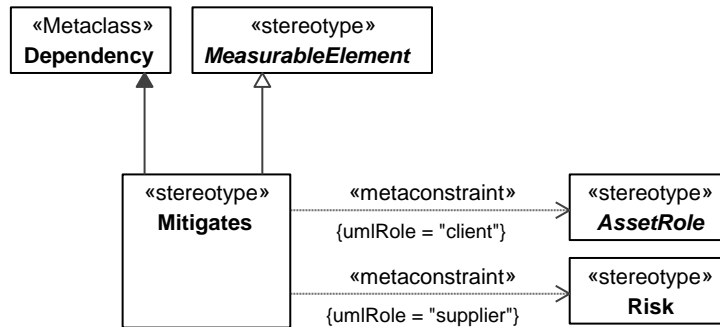 «Metaclass»
Dependency
«stereotype»
MeasurableElement
«stereotype»
Mitigates
«metaconstraint»
{umlRole = "client"}
«stereotype»
AssetRole
«metaconstraint»
{umlRole = "supplier"}
«stereotype»
Risk